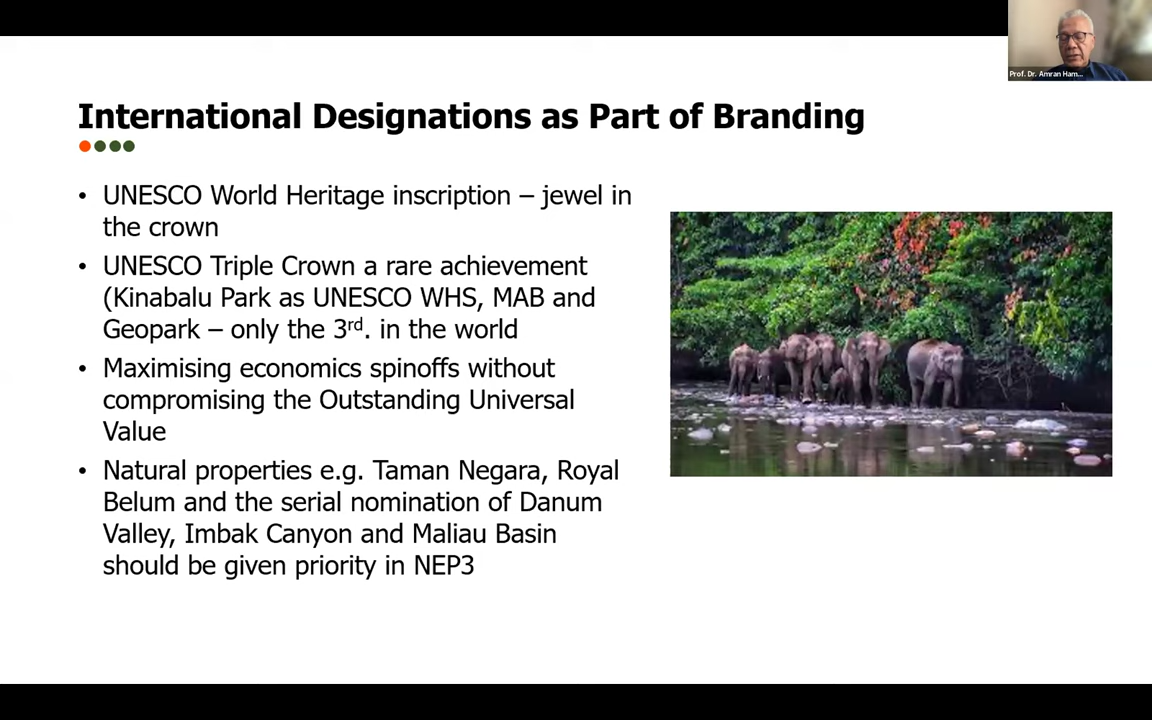 Prof. Dr. Amran Ham...
International Designations as Part of Branding
• UNESCO World Heritage inscription – jewel in
the crown
• UNESCO Triple Crown a rare achievement
(Kinabalu Park as UNESCO WHS, MAB and
Geopark – only the 3rd. in the world
• Maximising economics spinoffs without
compromising the Outstanding Universal
Value
• Natural properties e.g. Taman Negara, Royal
Belum and the serial nomination of Danum
Valley, Imbak Canyon and Maliau Basin
should be given priority in NEP3